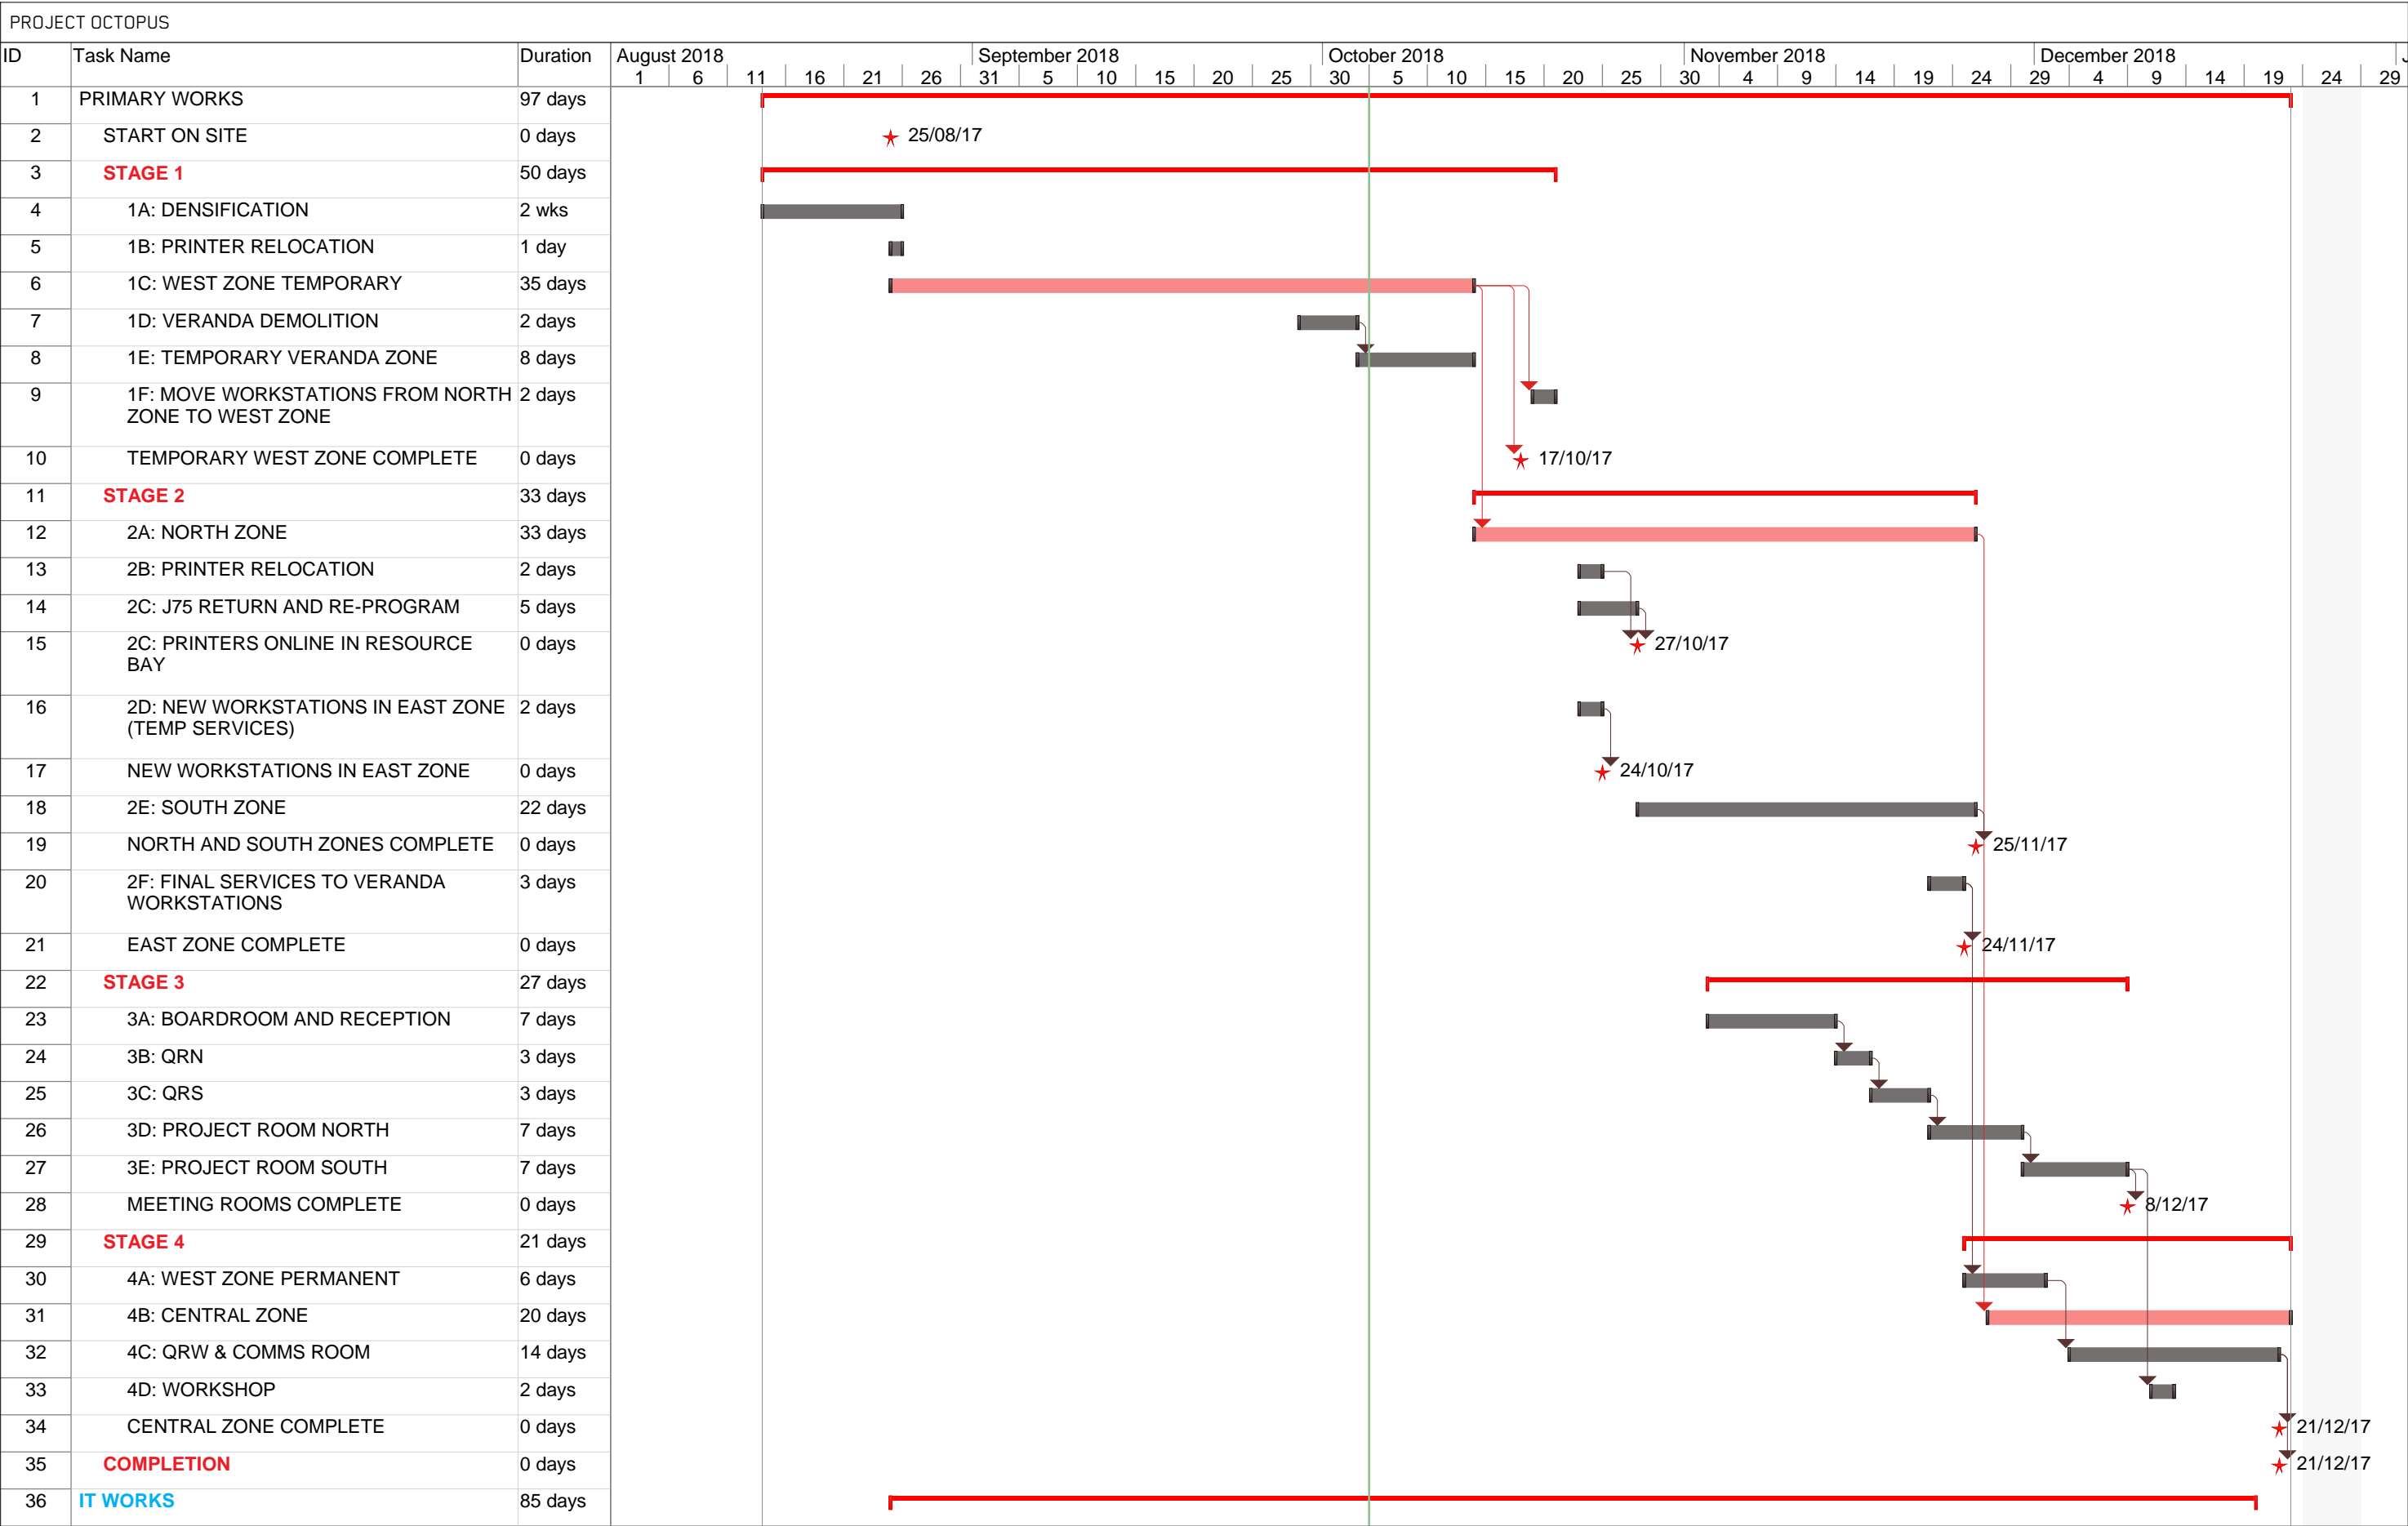 PROJECT OCTOPUS
ID Task Name Duration August 2018 September 2018 October 2018 November 2018 December 2018 J
1 6 11 16 21 26 31 5 10 15 20 25 30 5 10 15 20 25 30 4 9 14 19 24 29 4 9 14 19 24 29
1 PRIMARY WORKS 97 days
2 START ON SITE 0 days 25/08/17
3 STAGE 1 50 days
4 1A: DENSIFICATION 2 wks
5 1B: PRINTER RELOCATION 1 day
6 1C: WEST ZONE TEMPORARY 35 days
7 1D: VERANDA DEMOLITION 2 days
8 1E: TEMPORARY VERANDA ZONE 8 days
9 1F: MOVE WORKSTATIONS FROM NORTH 2 days
ZONE TO WEST ZONE
10 TEMPORARY WEST ZONE COMPLETE 0 days 17/10/17
11 STAGE 2 33 days
12 2A: NORTH ZONE 33 days
13 2B: PRINTER RELOCATION 2 days
14 2C: J75 RETURN AND RE-PROGRAM 5 days
15 2C: PRINTERS ONLINE IN RESOURCE 0 days 27/10/17
BAY
16 2D: NEW WORKSTATIONS IN EAST ZONE 2 days
(TEMP SERVICES)
17 NEW WORKSTATIONS IN EAST ZONE 0 days 24/10/17
18 2E: SOUTH ZONE 22 days
19 NORTH AND SOUTH ZONES COMPLETE 0 days 25/11/17
20 2F: FINAL SERVICES TO VERANDA 3 days
WORKSTATIONS
21 EAST ZONE COMPLETE 0 days 24/11/17
22 STAGE 3 27 days
23 3A: BOARDROOM AND RECEPTION 7 days
24 3B: QRN 3 days
25 3C: QRS 3 days
26 3D: PROJECT ROOM NORTH 7 days
27 3E: PROJECT ROOM SOUTH 7 days
28 MEETING ROOMS COMPLETE 0 days 8/12/17
29 STAGE 4 21 days
30 4A: WEST ZONE PERMANENT 6 days
31 4B: CENTRAL ZONE 20 days
32 4C: QRW & COMMS ROOM 14 days
33 4D: WORKSHOP 2 days
34 CENTRAL ZONE COMPLETE 0 days 21/12/17
35 COMPLETION 0 days 21/12/17
36 IT WORKS 85 days